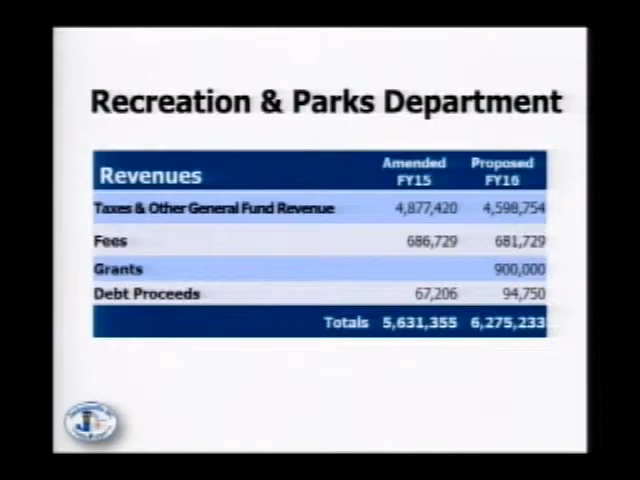 Recreation & Parks Department
Revenues Amended FY15 Proposed FY16
Taxes & Other General Fund Revenue 4,877,420 4,598,754
Fees 686,729 681,729
Grants 900,000
Debt Proceeds 67,206 94,750
Totals 5,631,355 6,275,233